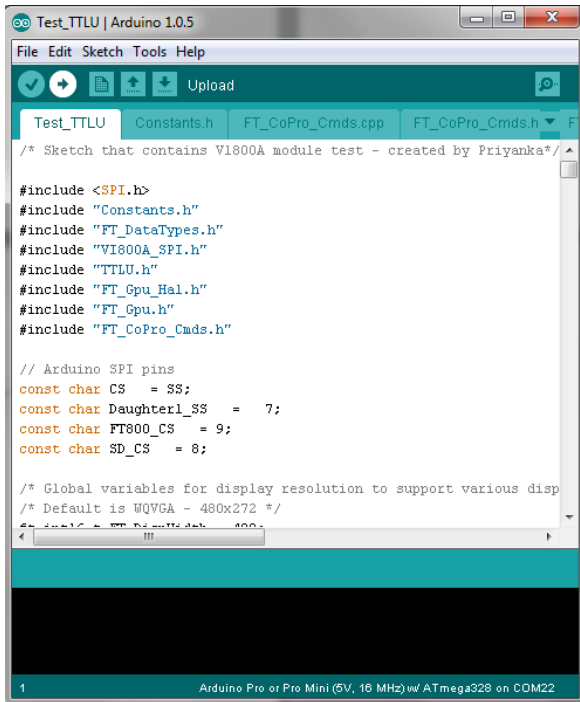 Test_TTLU | Arduino 1.0.5
File Edit Sketch Tools Help
Upload
Test_TTLU Constants.h FT_CoPro_Cmds.cpp FT_CoPro_Cmds.h F
/* Sketch that contains V1800A module test - created by Priyanka*/
#include <SPI.h>
#include "Constants.h"
#include "FT_DataTypes.h"
#include "VI800A_SPI.h"
#include "TTLU.h"
#include "FT_Gpu_Hal.h"
#include "FT_Gpu.h"
#include "FT_CoPro_Cmds.h"
// Arduino SPI pins
const char CS = SS;
const char Daughter1_SS = 7;
const char FT800_CS = 9;
const char SD_CS = 8;
/* Global variables for display resolution to support various disp
/* Default is WQVGA - 480x272 */
1 Arduino Pro or Pro Mini (5V, 16 MHz) w/ ATmega328 on COM22